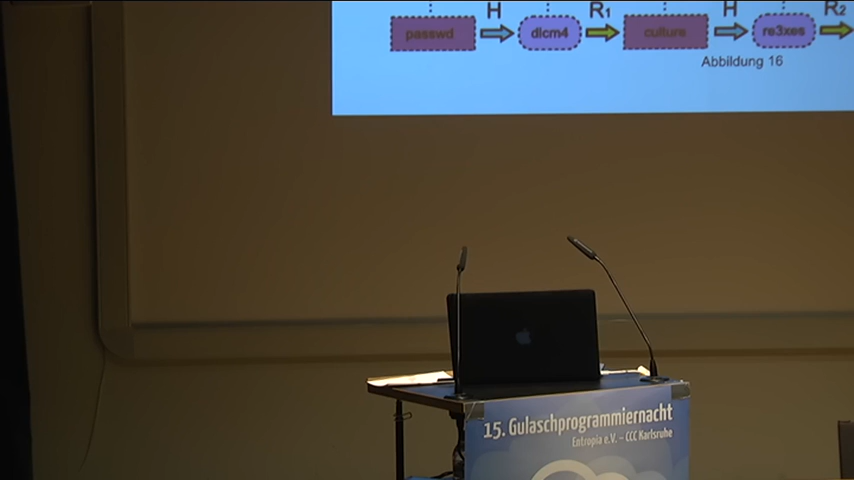 passwd H dlcm4 R1 culture H re3xes R2
Abbildung 16
15. Gulaschprogrammiernacht
Entropia e.V. – CCC Karlsruhe